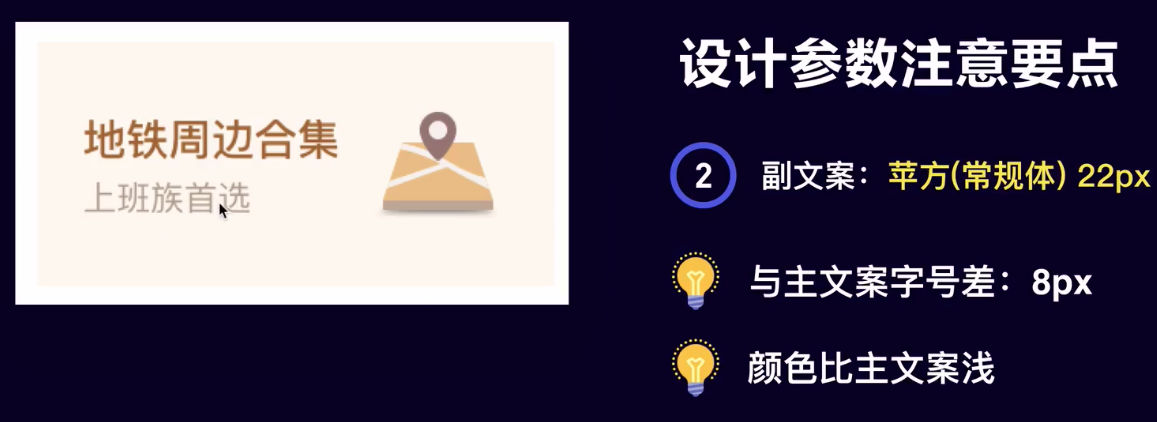 地铁周边合集
上班族首选
设计参数注意要点
2 副文案：苹方(常规体) 22px
与主文案字号差：8px
颜色比主文案浅